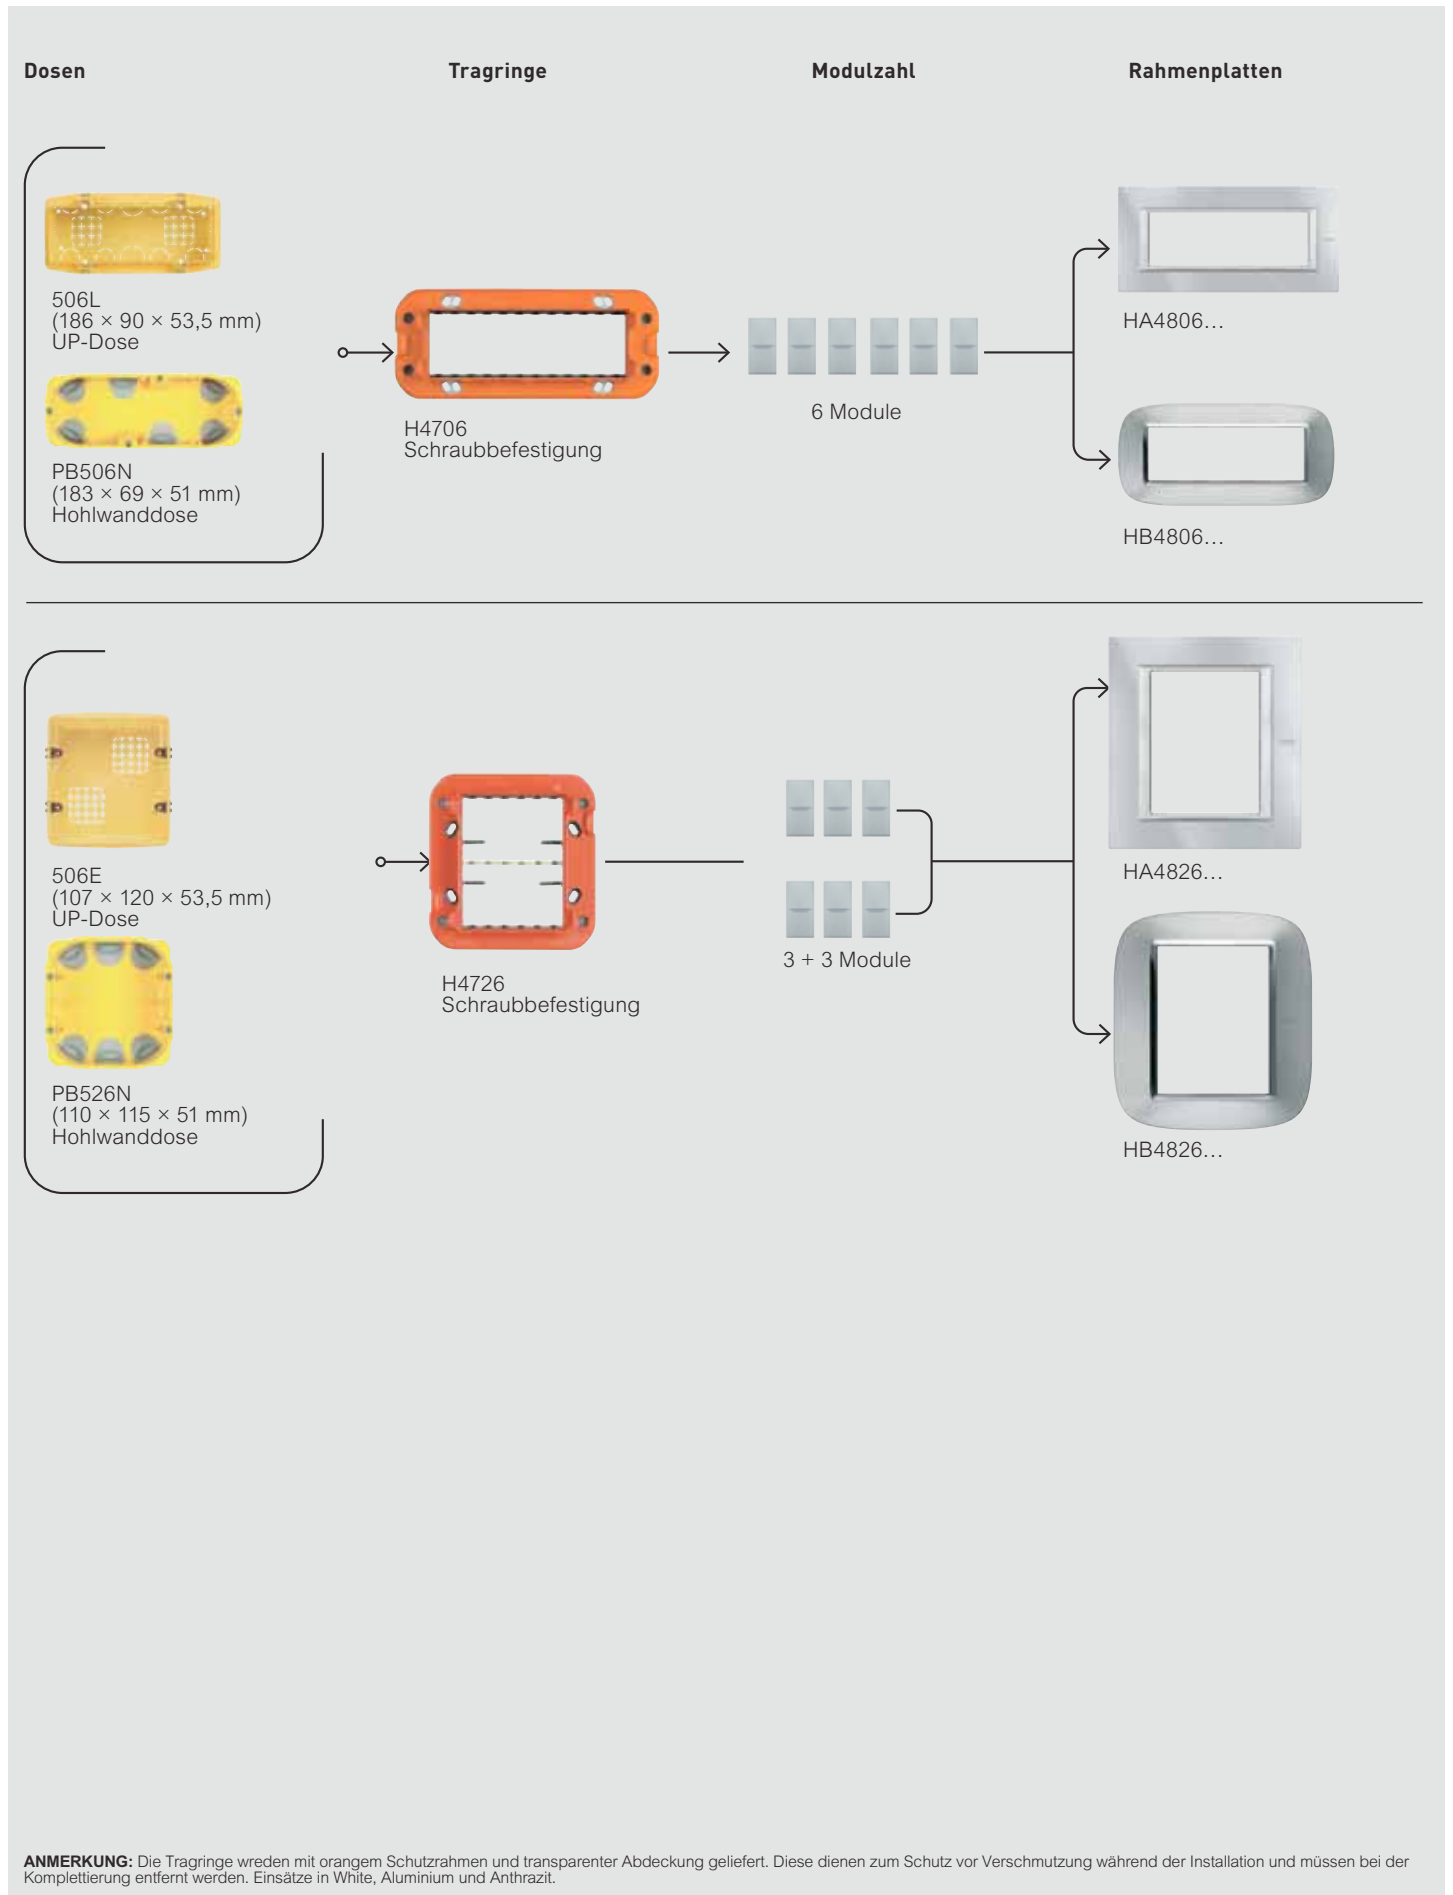 Dosen
Tragringe
Modulzahl
Rahmenplatten
506L
(186 × 90 × 53,5 mm)
UP-Dose
PB506N
(183 × 69 × 51 mm)
Hohlwanddose
H4706
Schraubbefestigung
6 Module
HA4806…
HB4806…
506E
(107 × 120 × 53,5 mm)
UP-Dose
PB526N
(110 × 115 × 51 mm)
Hohlwanddose
H4726
Schraubbefestigung
3 + 3 Module
HA4826…
HB4826…
ANMERKUNG: Die Tragringe wreden mit orangem Schutzrahmen und transparenter Abdeckung geliefert. Diese dienen zum Schutz vor Verschmutzung während der Installation und müssen bei der
Komplettierung entfernt werden. Einsätze in White, Aluminium und Anthrazit.